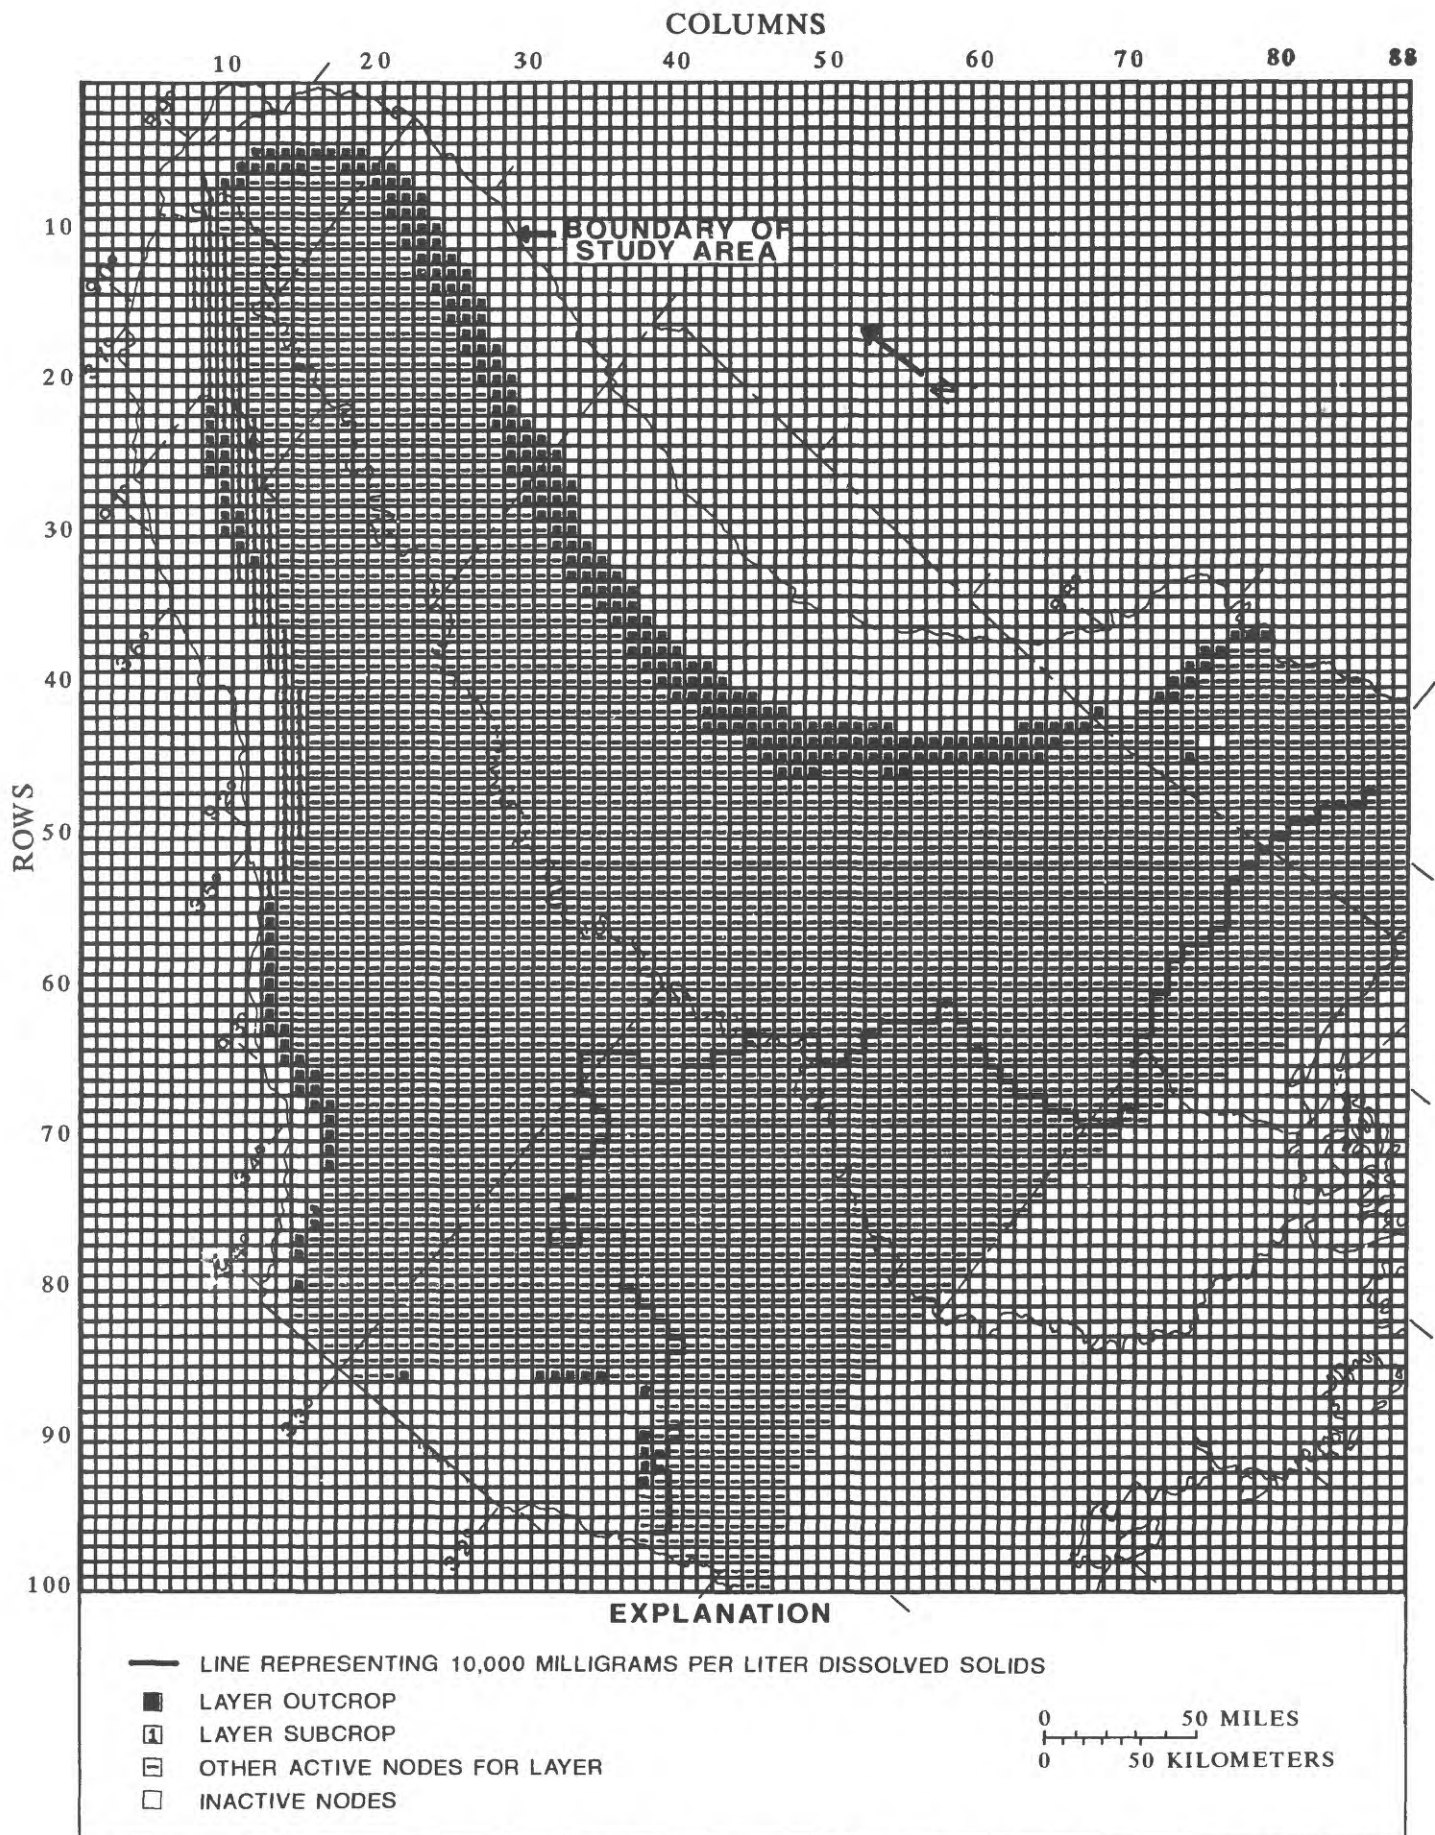 COLUMNS
10 20 30 40 50 60 70 80 88
10
BOUNDARY OF
STUDY AREA
20
N
30
40
ROWS
50
60
70
80
90
100
EXPLANATION
LINE REPRESENTING 10,000 MILLIGRAMS PER LITER DISSOLVED SOLIDS
LAYER OUTCROP
1 LAYER SUBCROP
OTHER ACTIVE NODES FOR LAYER
INACTIVE NODES
0 50 MILES
0 50 KILOMETERS